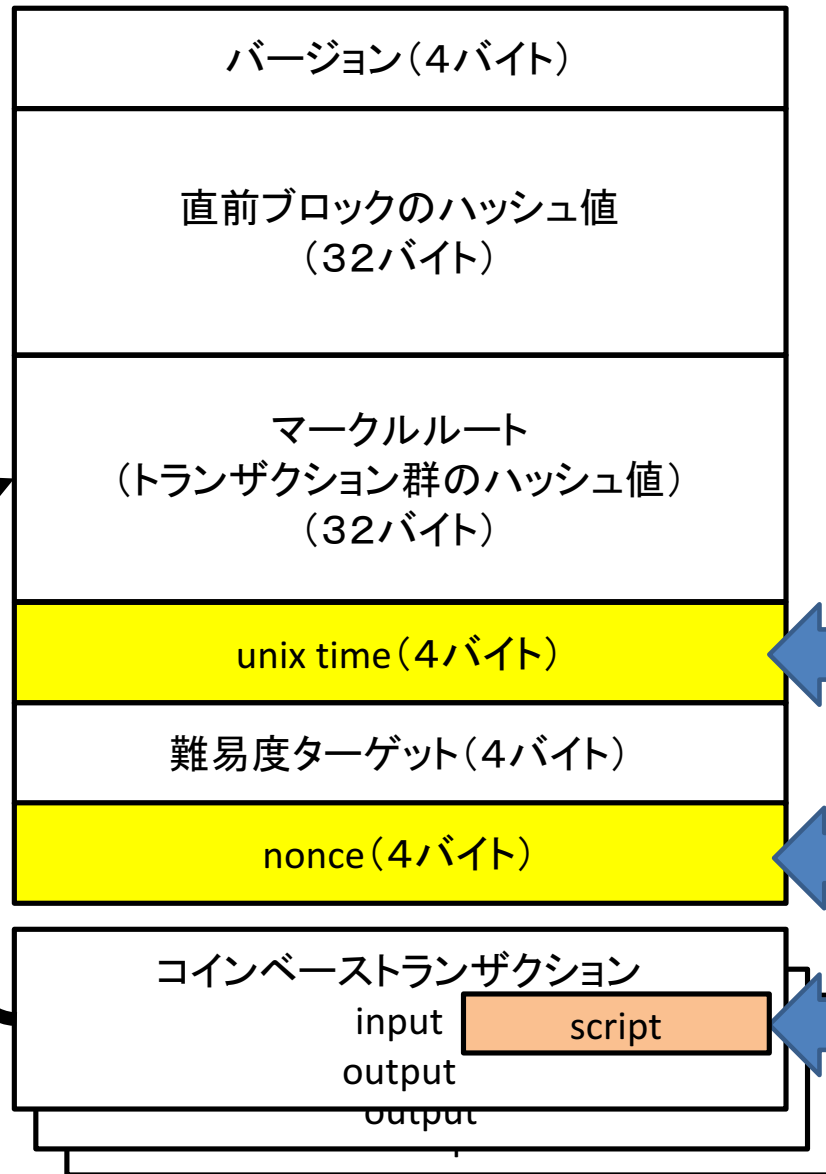 バージョン（４バイト）
直前ブロックのハッシュ値
（３２バイト）
マークルルート
（トランザクション群のハッシュ値）
（３２バイト）
unix time（４バイト）
難易度ターゲット（４バイト）
nonce（４バイト）
コインベーストランザクション
input script
output
output